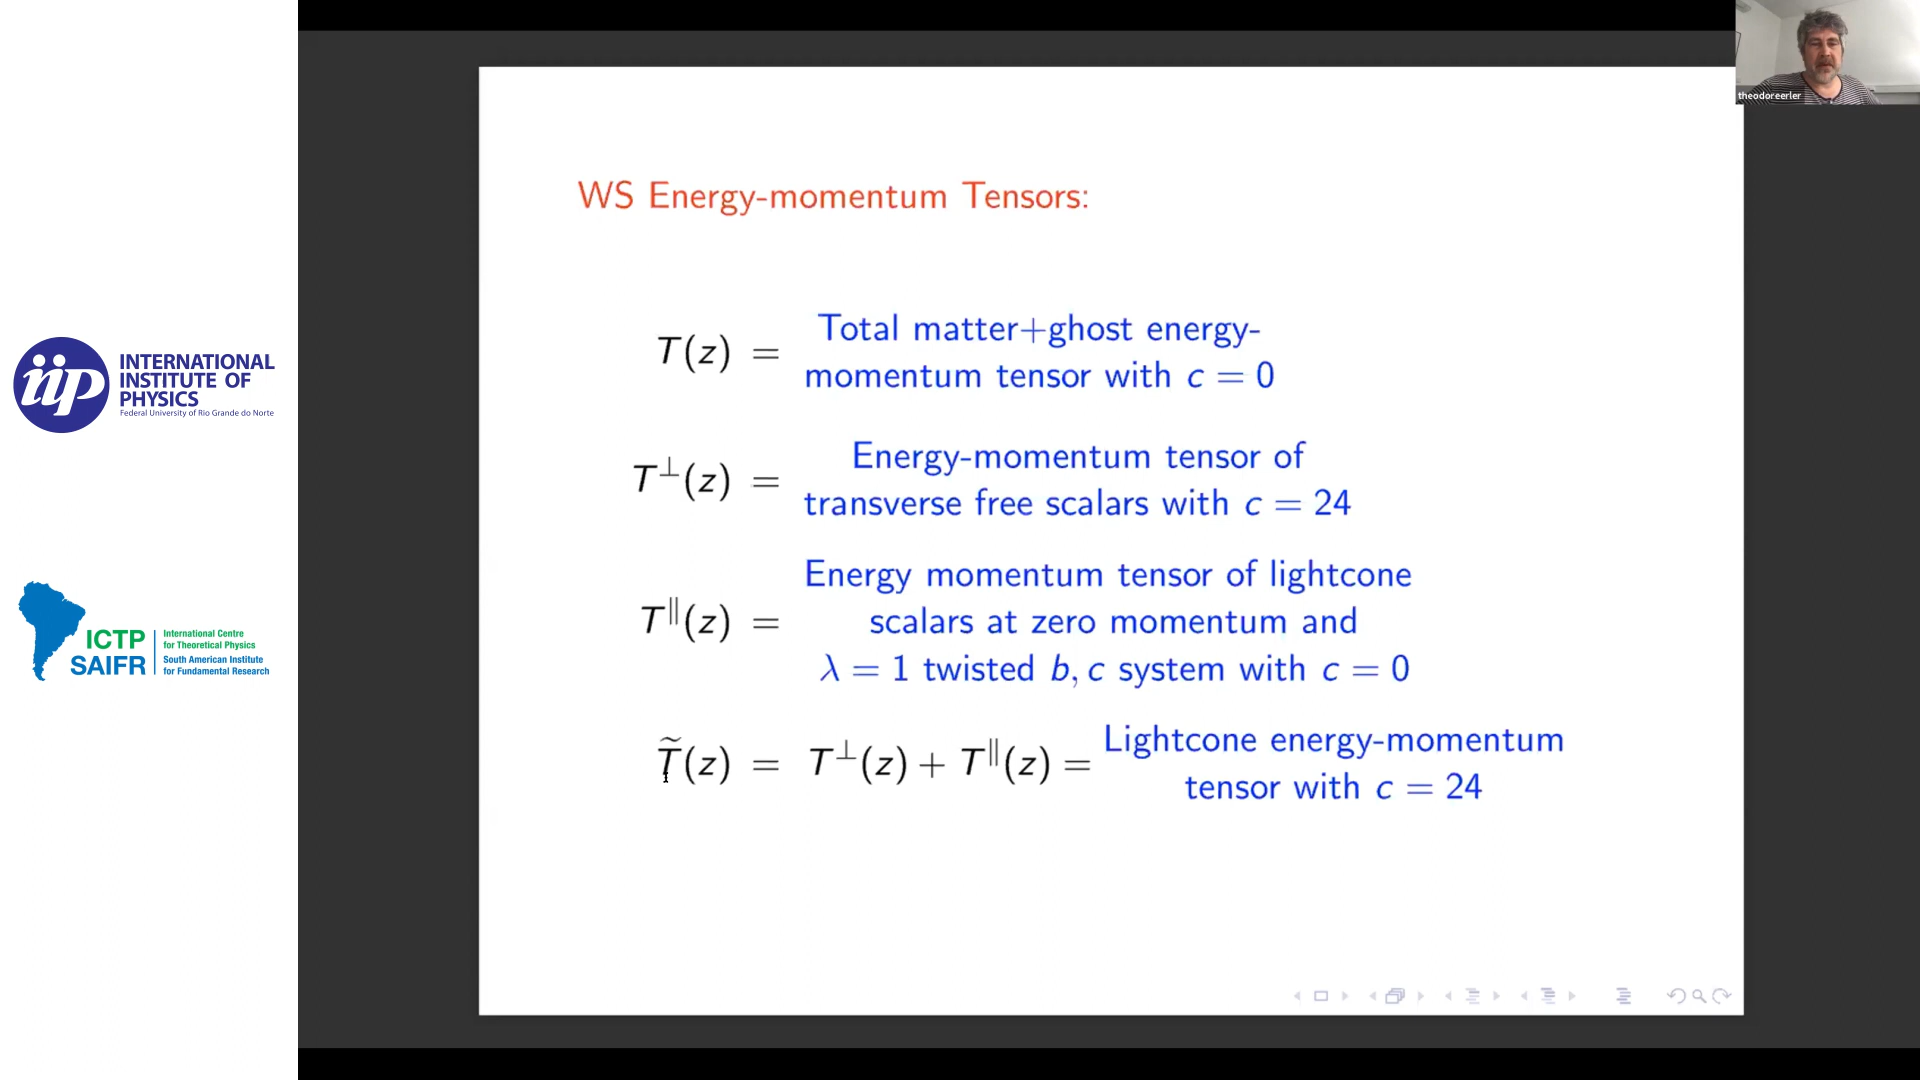 INTERNATIONAL
INSTITUTE OF
PHYSICS
Federal University of Rio Grande do Norte
iip
ICTP
SAIFR
International Centre
for Theoretical Physics
South American Institute
for Fundamental Research
theodoreerler
WS Energy-momentum Tensors:
T(z) = Total matter+ghost energy-
momentum tensor with c = 0
T⊥(z) = Energy-momentum tensor of
transverse free scalars with c = 24
T∥(z) = Energy momentum tensor of lightcone
scalars at zero momentum and
λ = 1 twisted b, c system with c = 0
T̃(z) = T⊥(z) + T∥(z) = Lightcone energy-momentum
tensor with c = 24